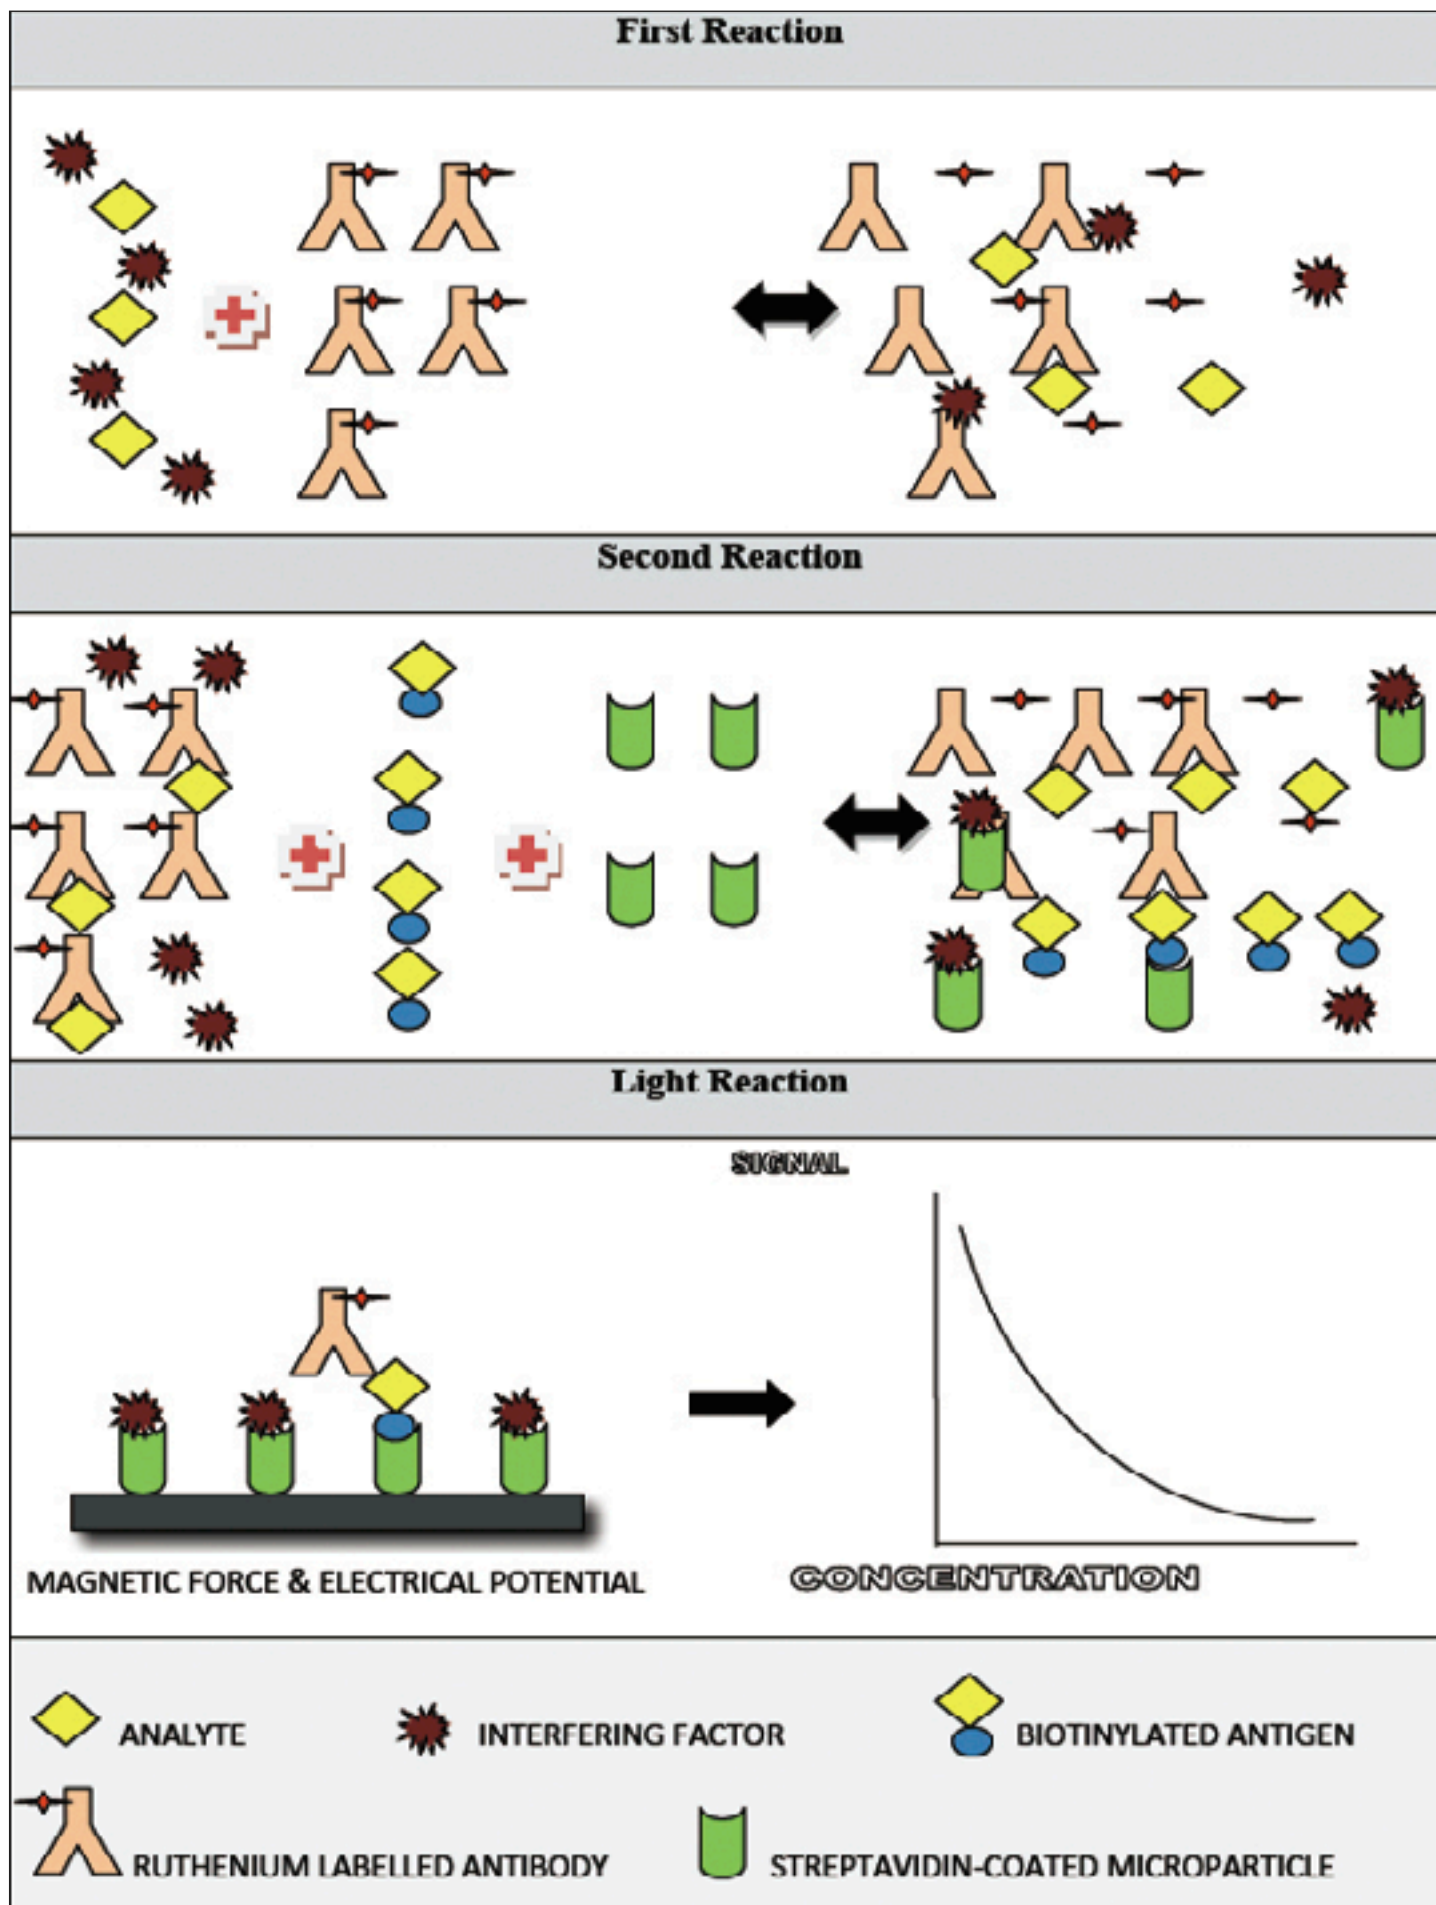 First Reaction
Second Reaction
Light Reaction
SIGNAL
MAGNETIC FORCE & ELECTRICAL POTENTIAL
CONCENTRATION
ANALYTE
INTERFERING FACTOR
BIOTINYLATED ANTIGEN
RUTHENIUM LABELLED ANTIBODY
STREPTAVIDIN-COATED MICROPARTICLE